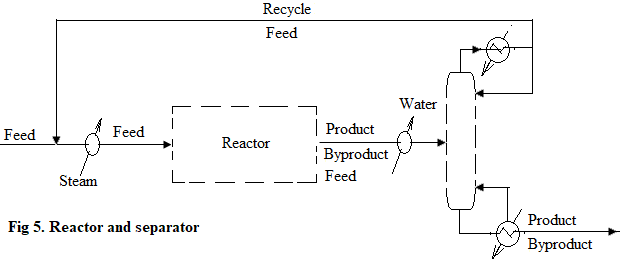 Recycle
Feed
Water
Feed
Feed
Reactor
Product
Byproduct
Feed
Steam
Product
Byproduct
Fig 5. Reactor and separator